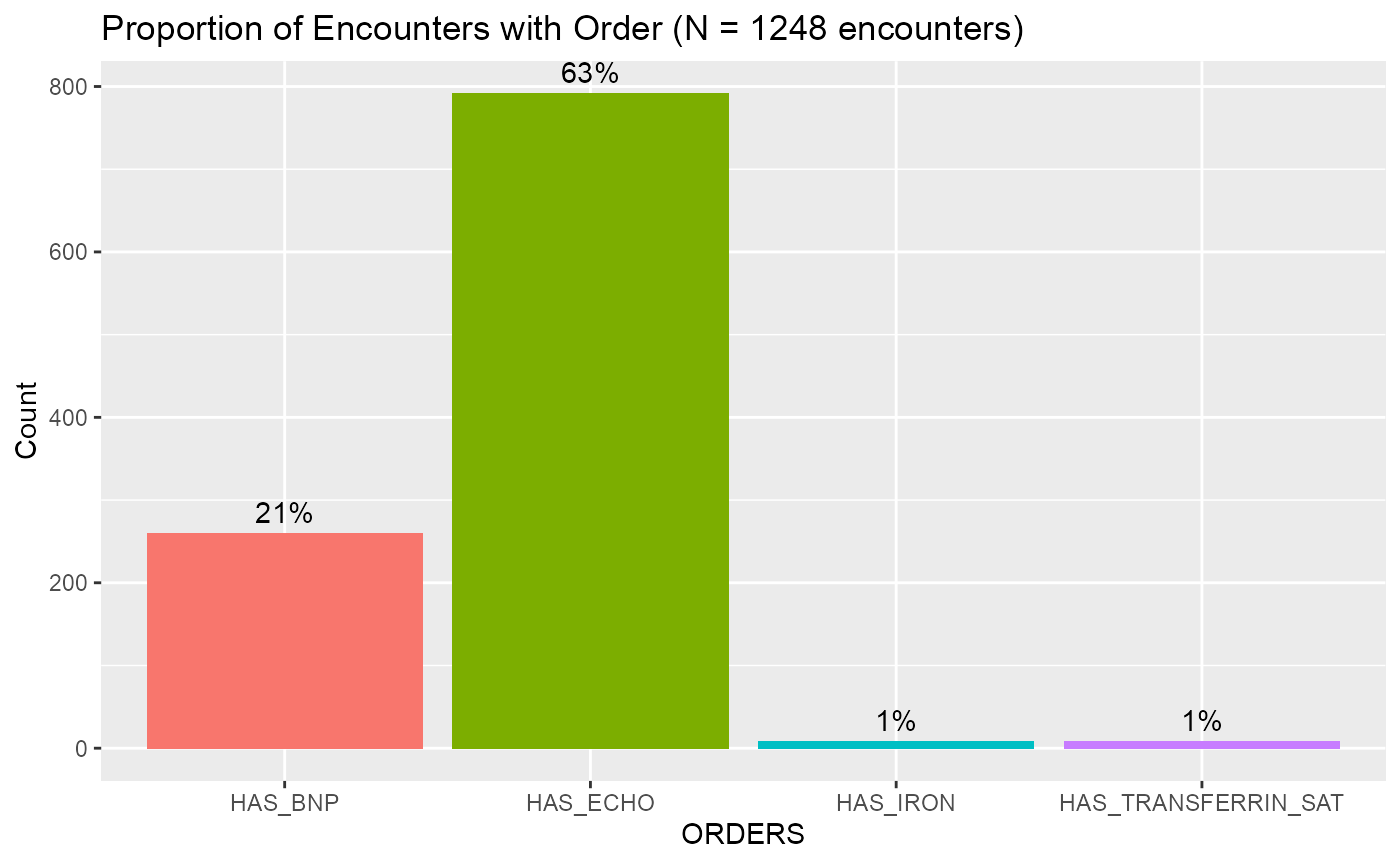 Proportion of Encounters with Order (N = 1248 encounters)
800
600
400
200
0
Count
21%
63%
1%
1%
HAS_BNP
HAS_ECHO
HAS_IRON
HAS_TRANSFERRIN_SAT
ORDERS